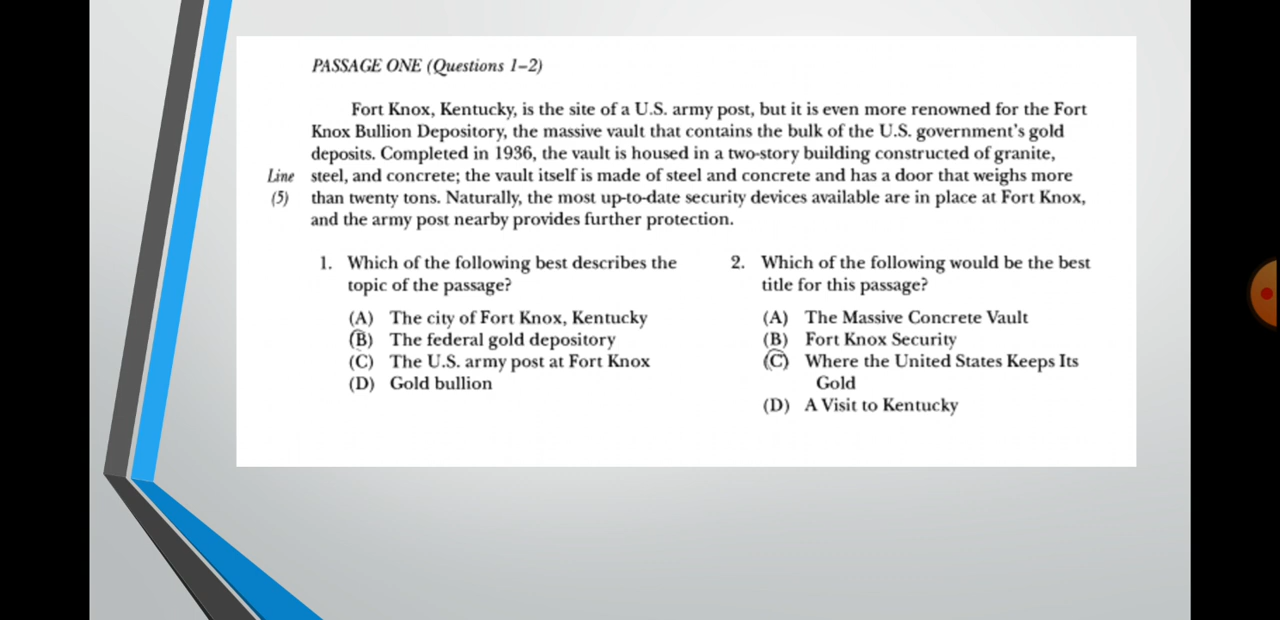 PASSAGE ONE (Questions 1–2)
Fort Knox, Kentucky, is the site of a U.S. army post, but it is even more renowned for the Fort
Knox Bullion Depository, the massive vault that contains the bulk of the U.S. government's gold
deposits. Completed in 1936, the vault is housed in a two-story building constructed of granite,
Line steel, and concrete; the vault itself is made of steel and concrete and has a door that weighs more
(5) than twenty tons. Naturally, the most up-to-date security devices available are in place at Fort Knox,
and the army post nearby provides further protection.
1. Which of the following best describes the
topic of the passage?
(A) The city of Fort Knox, Kentucky
(B) The federal gold depository
(C) The U.S. army post at Fort Knox
(D) Gold bullion
2. Which of the following would be the best
title for this passage?
(A) The Massive Concrete Vault
(B) Fort Knox Security
(C) Where the United States Keeps Its
Gold
(D) A Visit to Kentucky